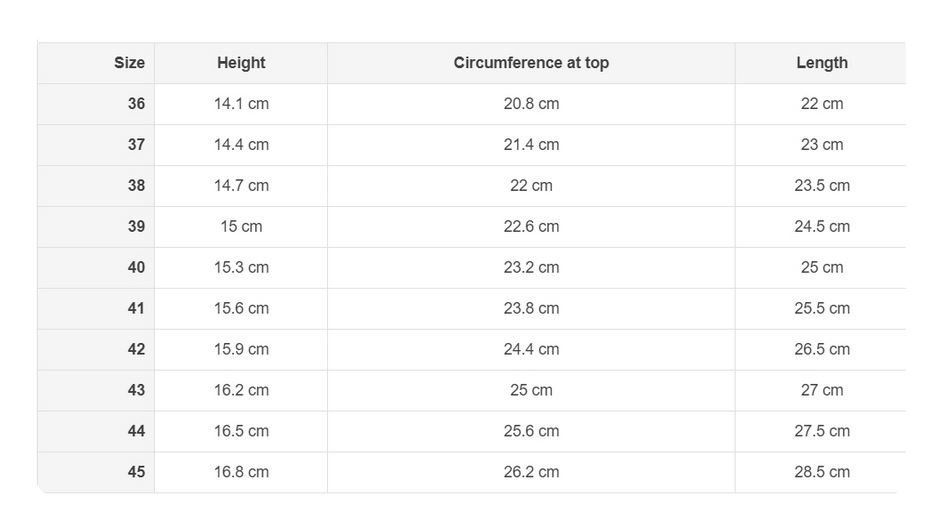 Size Height Circumference at top Length
36 14.1 cm 20.8 cm 22 cm
37 14.4 cm 21.4 cm 23 cm
38 14.7 cm 22 cm 23.5 cm
39 15 cm 22.6 cm 24.5 cm
40 15.3 cm 23.2 cm 25 cm
41 15.6 cm 23.8 cm 25.5 cm
42 15.9 cm 24.4 cm 26.5 cm
43 16.2 cm 25 cm 27 cm
44 16.5 cm 25.6 cm 27.5 cm
45 16.8 cm 26.2 cm 28.5 cm